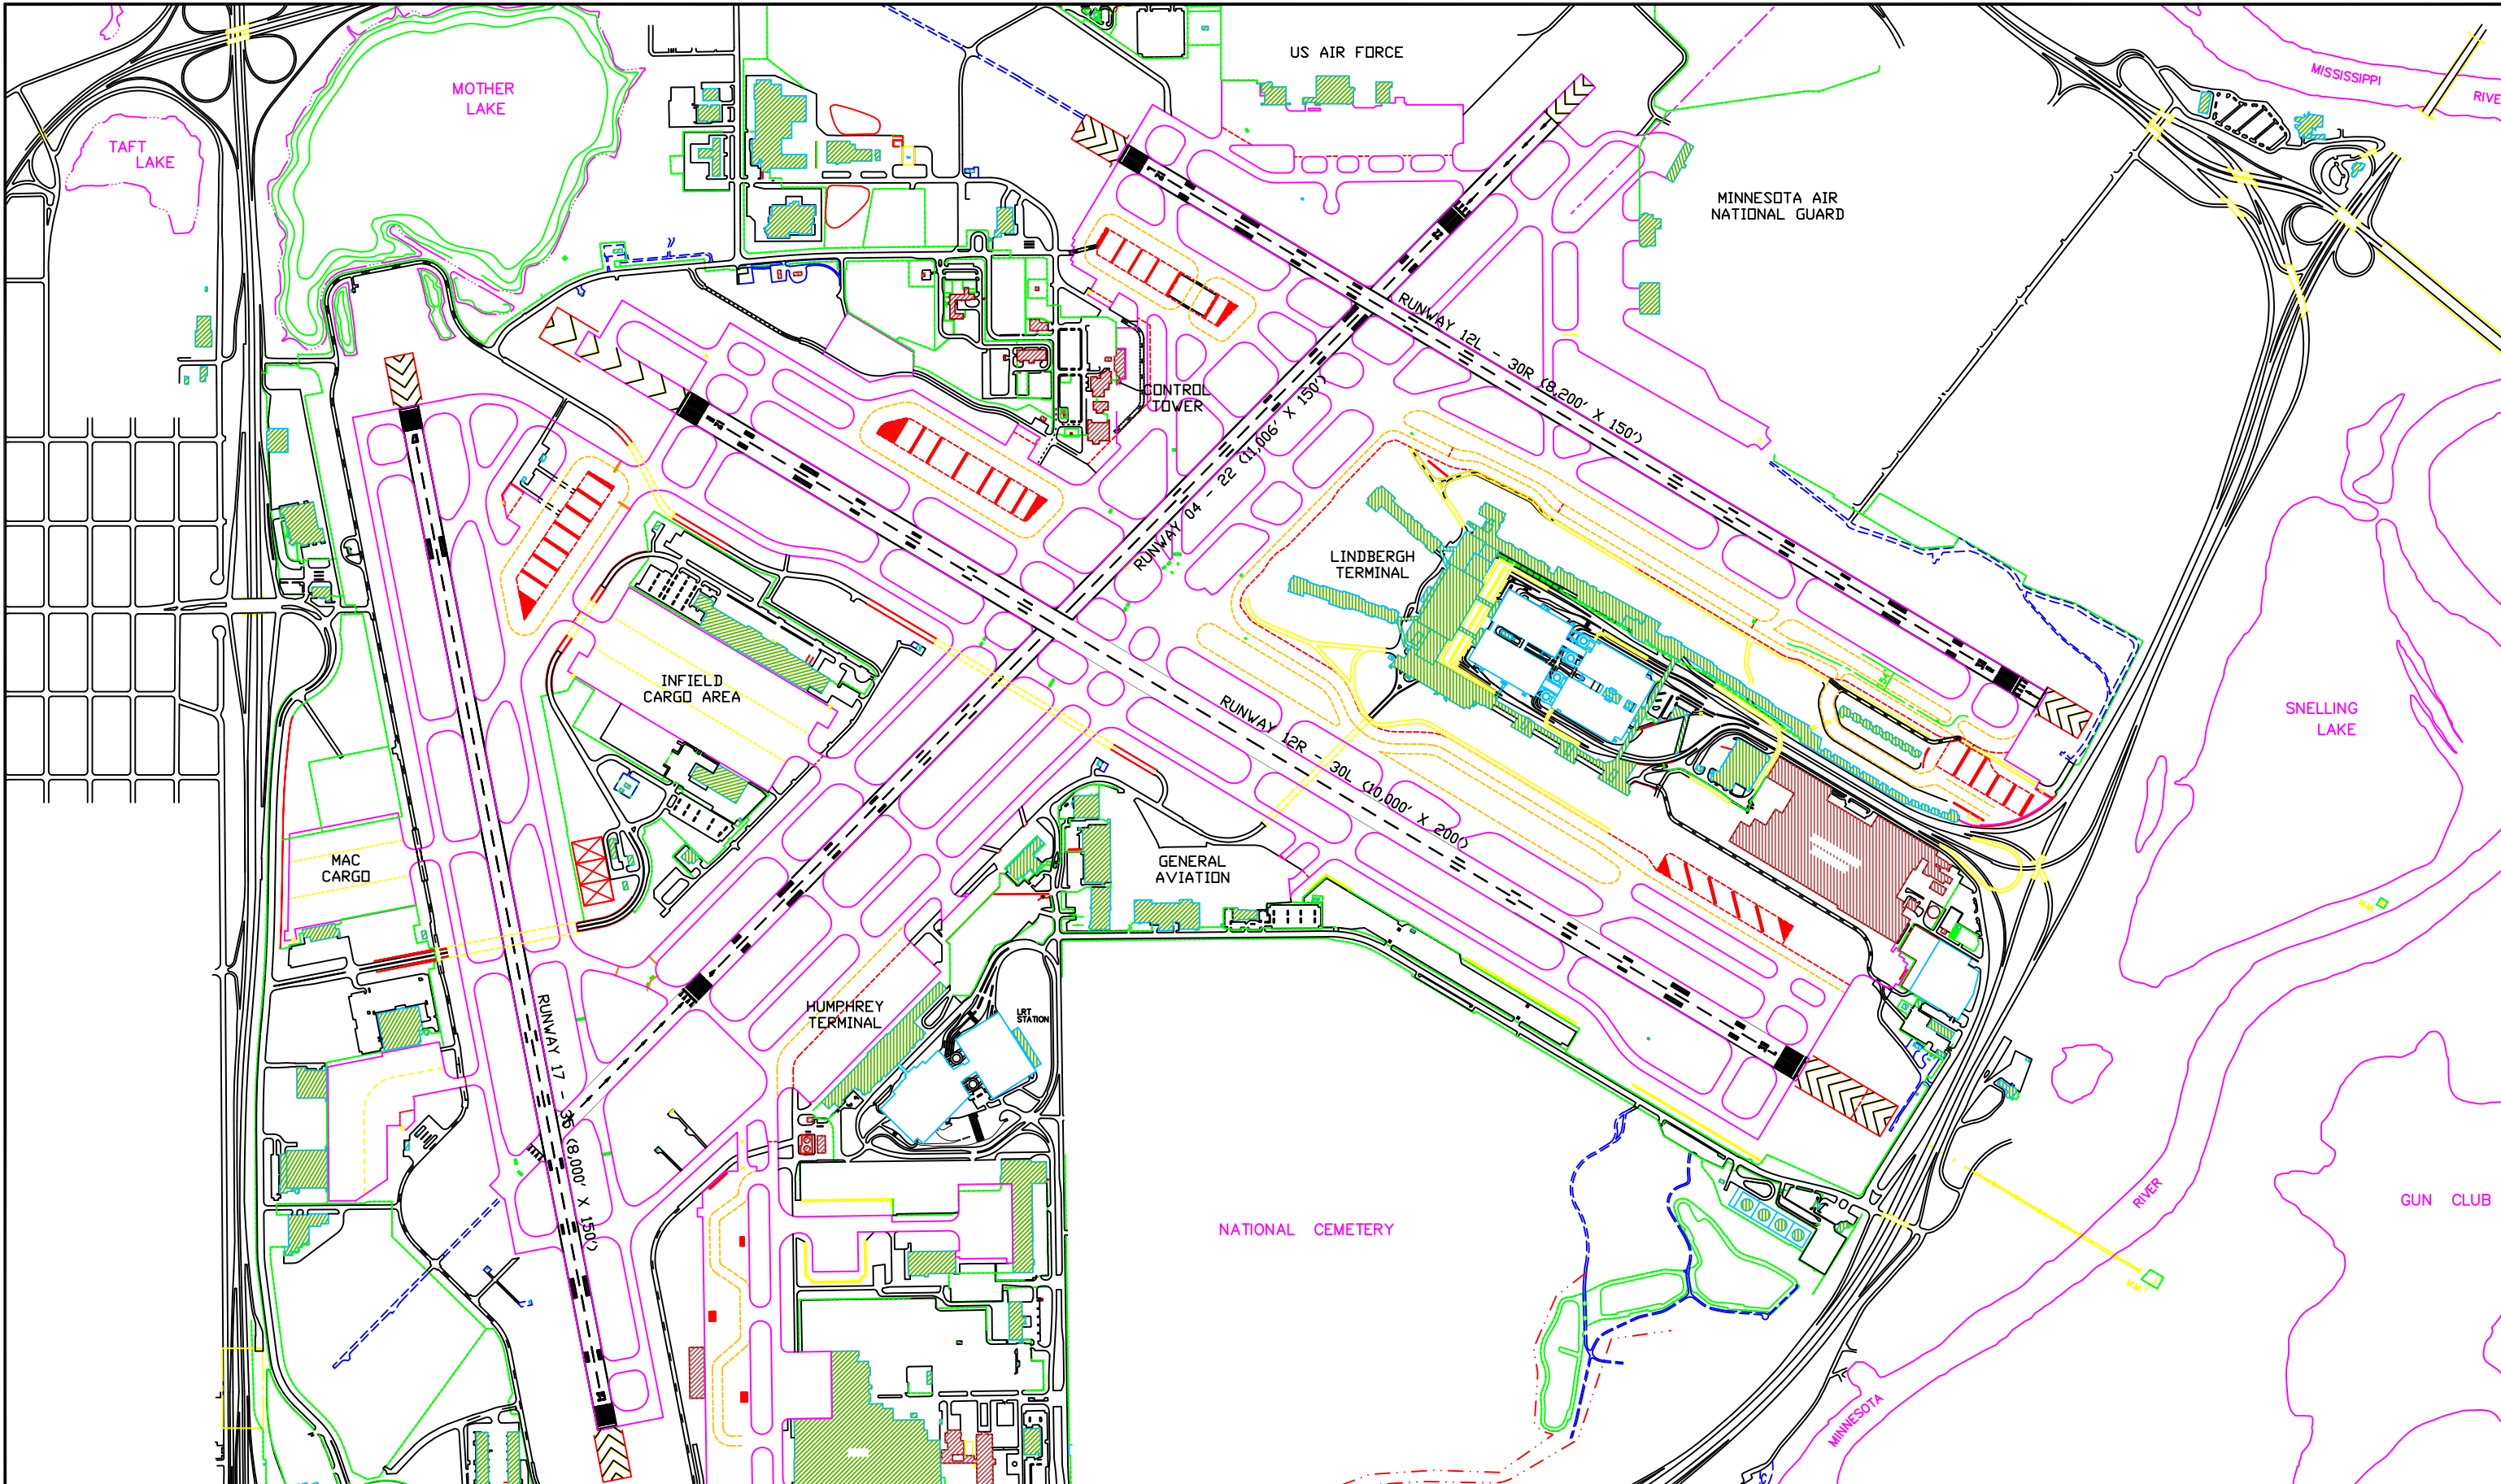 US AIR FORCE
MISSISSIPPI
MOTHER
LAKE
TAFT
LAKE
MINNESOTA AIR
NATIONAL GUARD
RUNWAY 12L - 30R (8,200' X 150')
CONTROL
TOWER
RUNWAY 04 - 22 (11,006' X 150')
LINDBERGH
TERMINAL
INFIELD
CARGO AREA
SNELLING
LAKE
RUNWAY 12R - 30L (10,000' X 200')
MAC
CARGO
GENERAL
AVIATION
HUMPHREY
TERMINAL
LRT
STATION
RUNWAY 17 - 35 (8,000' X 150')
NATIONAL CEMETERY
RIVER
GUN CLUB
MINNESOTA